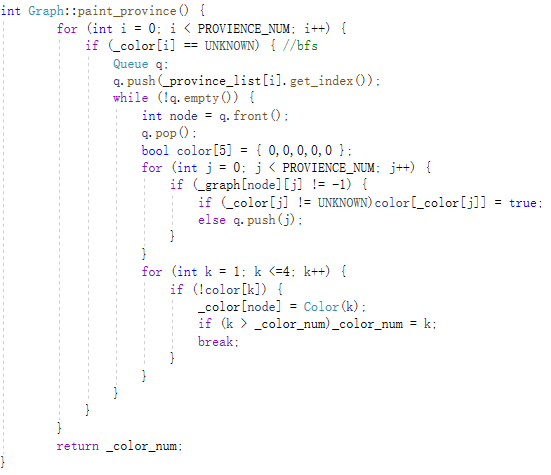 int Graph::paint_province() {
for (int i = 0; i < PROVIENCE_NUM; i++) {
if (_color[i] == UNKNOWN) { //bfs
Queue q;
q.push(_province_list[i].get_index());
while (!q.empty()) {
int node = q.front();
q.pop();
bool color[5] = { 0,0,0,0,0 };
for (int j = 0; j < PROVIENCE_NUM; j++) {
if (_graph[node][j] != -1) {
if (_color[j] != UNKNOWN)color[_color[j]] = true;
else q.push(j);
}
}
for (int k = 1; k <=4; k++) {
if (!color[k]) {
_color[node] = Color(k);
if (k > _color_num)_color_num = k;
break;
}
}
}
}
}
return _color_num;
}